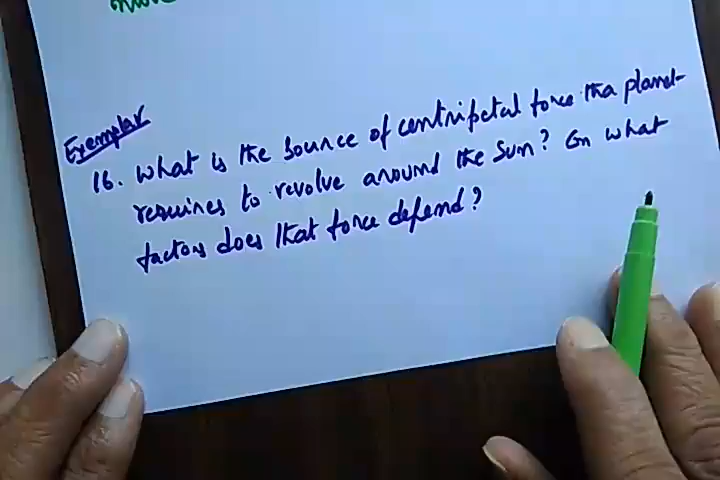 Exemplar
16. What is the source of centripetal force tha planet
requires to revolve around the Sun? On what
factors does that force depend?